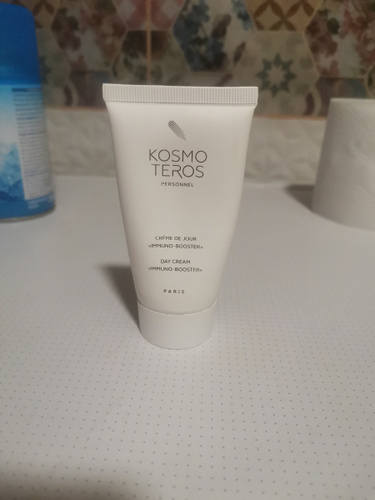 KOSMO
TEROS
PERSONNEL
CRÈME DE JOUR
«IMMUNO-BOOSTER»
DAY CREAM
«IMMUNO-BOOSTER»
PARIS